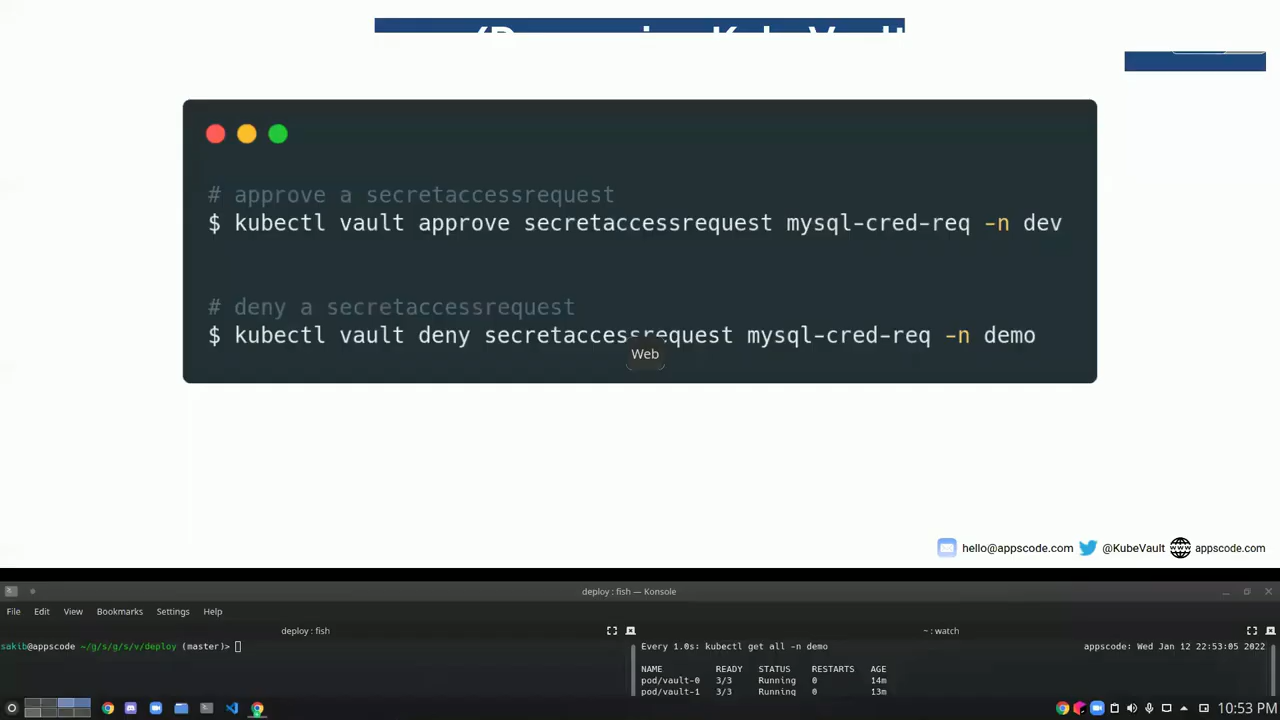 # approve a secretaccessrequest
$ kubectl vault approve secretaccessrequest mysql-cred-req -n dev
# deny a secretaccessrequest
$ kubectl vault deny secretaccessrequest mysql-cred-req -n demo
Web
hello@appscode.com @KubeVault appscode.com
deploy : fish — Konsole
File Edit View Bookmarks Settings Help
deploy : fish
~ : watch
sakib@appscode ~/g/s/g/s/v/deploy (master)>
Every 1.0s: kubectl get all -n demo appscode: Wed Jan 12 22:53:05 2022
NAME READY STATUS RESTARTS AGE
pod/vault-0 3/3 Running 0 14m
pod/vault-1 3/3 Running 0 13m
10:53 PM